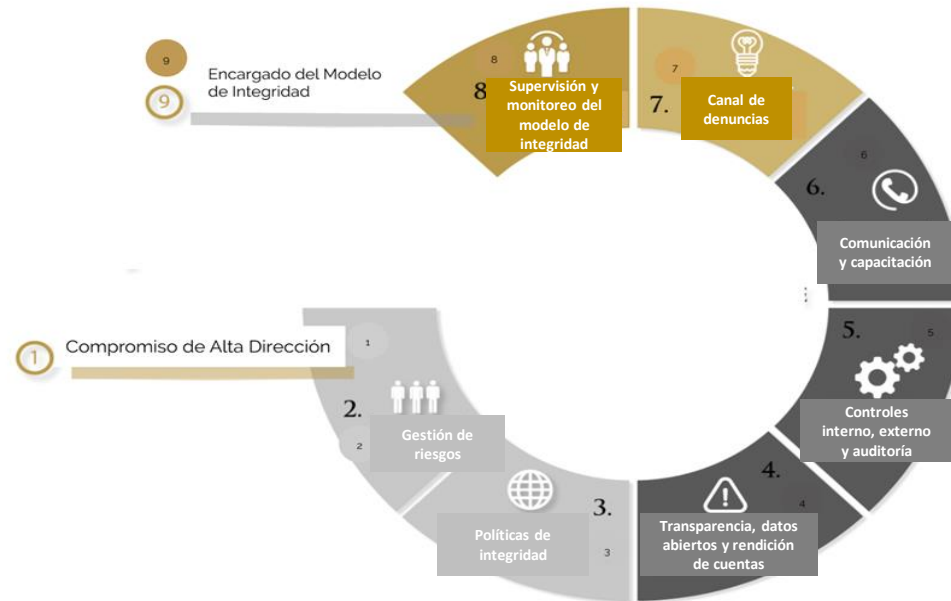 9
Encargado del Modelo
de Integridad
9
8
8
Supervisión y
monitoreo del
modelo de
integridad
7
7.
Canal de
denuncias
6
6.
Comunicación
y capacitación
5.
5
Controles
interno, externo
y auditoría
4.
4
Transparencia, datos
abiertos y rendición
de cuentas
3.
3
Políticas de
integridad
2.
2
Gestión de
riesgos
1
Compromiso de Alta Dirección
1